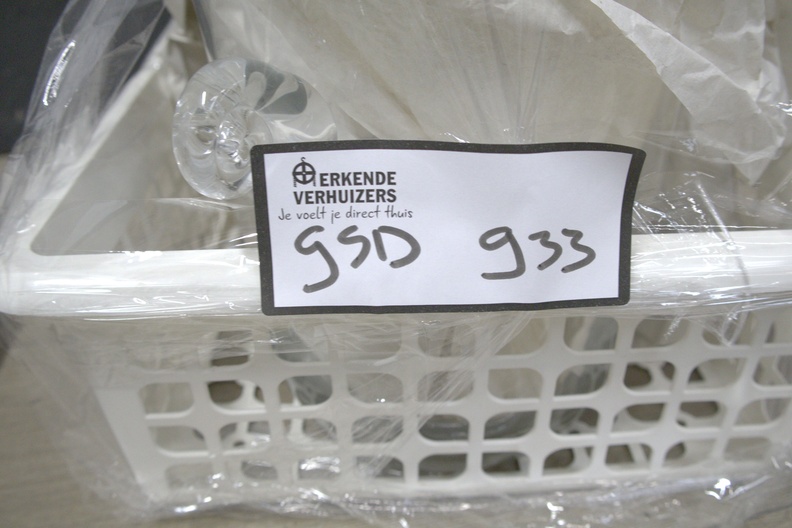 ERKENDE
VERHUIZERS
Je voelt je direct thuis
GSD 933